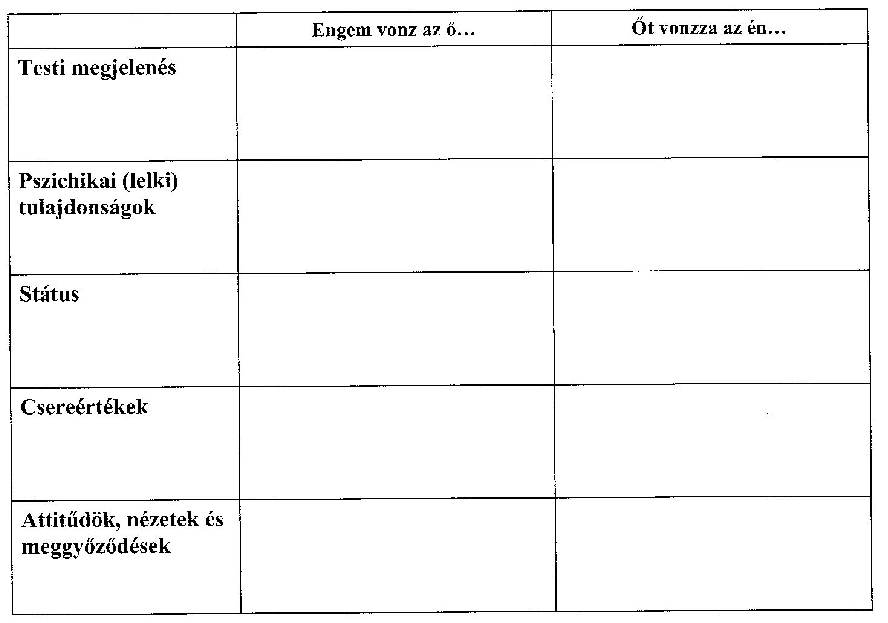 Engem vonz az ő...
Őt vonzza az én...
Testi megjelenés
Pszichikai (lelki)
tulajdonságok
Státus
Csereértékek
Attitűdök, nézetek és
meggyőződések